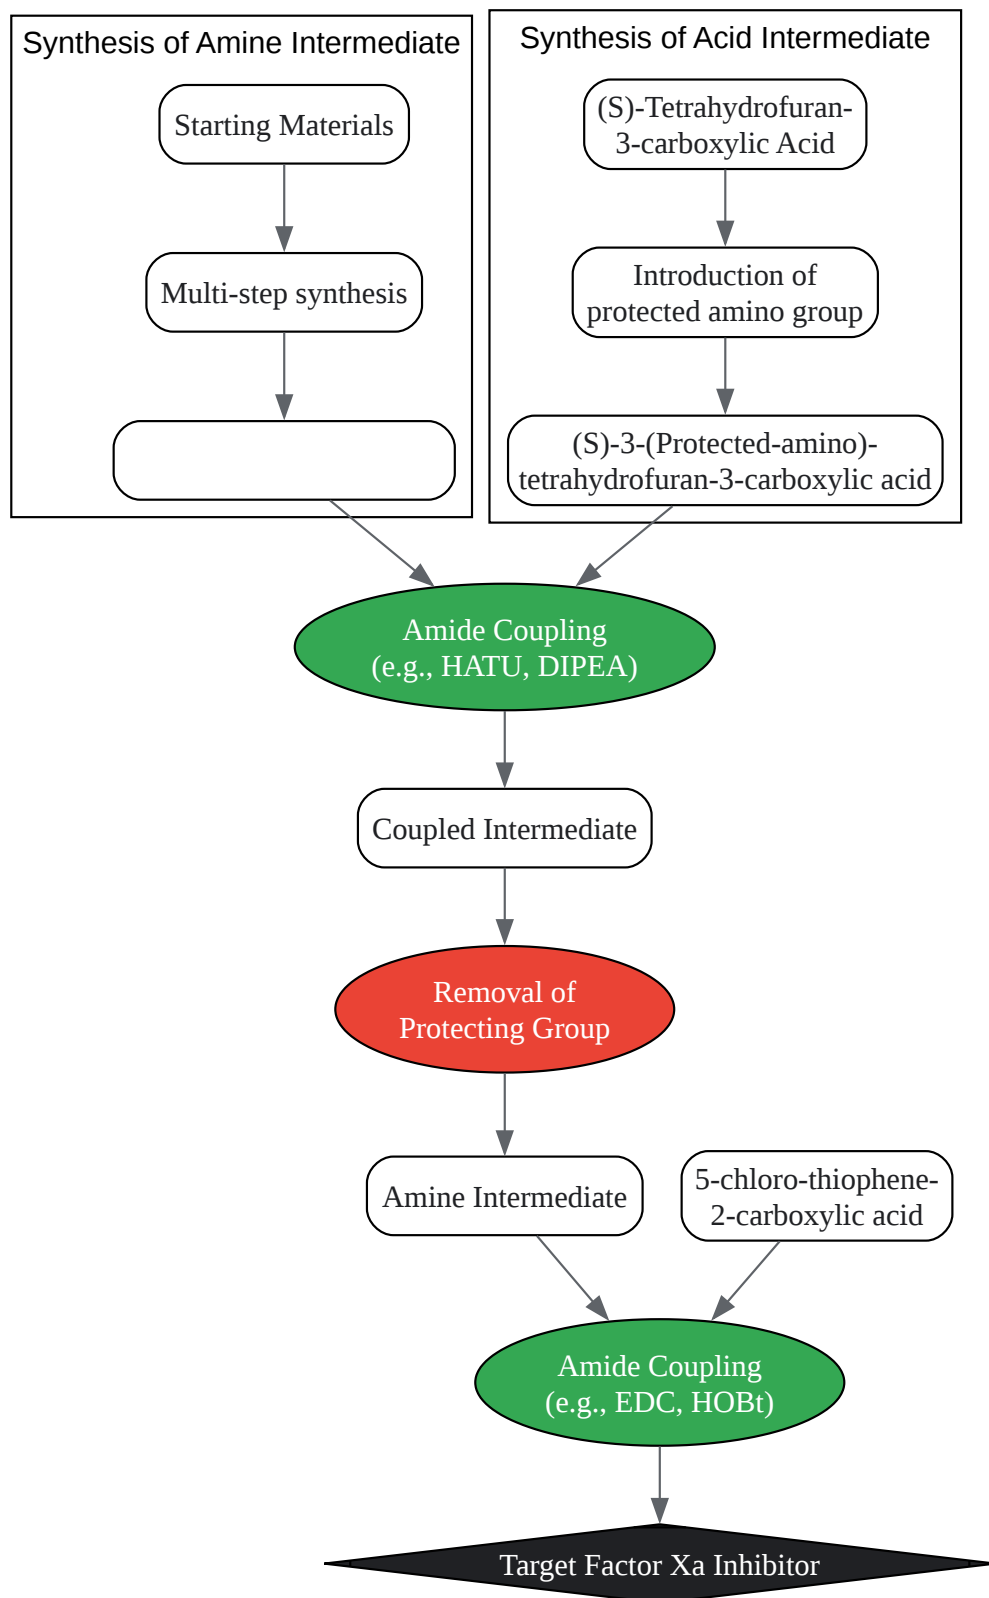 Synthesis of Amine Intermediate
Starting Materials
Multi-step synthesis
Synthesis of Acid Intermediate
(S)-Tetrahydrofuran-
3-carboxylic Acid
Introduction of
protected amino group
(S)-3-(Protected-amino)-
tetrahydrofuran-3-carboxylic acid
Amide Coupling
(e.g., HATU, DIPEA)
Coupled Intermediate
Removal of
Protecting Group
Amine Intermediate
5-chloro-thiophene-
2-carboxylic acid
Amide Coupling
(e.g., EDC, HOBt)
Target Factor Xa Inhibitor